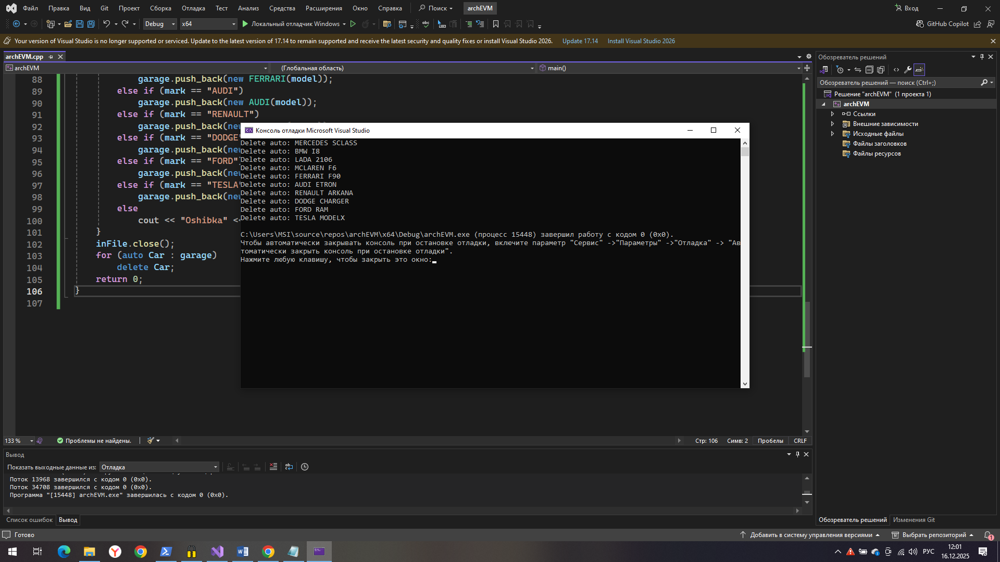 Файл Правка Вид Git Проект Сборка Отладка Тест Анализ Средства Расширения Окно Справка Поиск archEVM Вход
Debug x64 Локальный отладчик Windows GitHub Copilot
Your version of Visual Studio is no longer supported or serviced. Update to the latest version of 17.14 to remain supported and receive the latest security and quality fixes or install Visual Studio 2026. Update 17.14 Install Visual Studio 2026
archEVM.cpp
archEVM (Глобальная область) main()
88 garage.push_back(new FERRARI(model));
89 else if (mark == "AUDI")
90 garage.push_back(new AUDI(model));
91 else if (mark == "RENAULT")
92 garage.push_back(new
93 else if (mark == "DODGE"
94 garage.push_back(new
95 else if (mark == "FORD")
96 garage.push_back(new
97 else if (mark == "TESLA"
98 garage.push_back(new
99 else
100 cout << "Oshibka" <<
101 }
102 inFile.close();
103 for (auto Car : garage)
104 delete Car;
105 return 0;
106 }
107
Консоль отладки Microsoft Visual Studio
Delete auto: MERCEDES SCLASS
Delete auto: BMW I8
Delete auto: LADA 2106
Delete auto: MCLAREN F6
Delete auto: FERRARI F90
Delete auto: AUDI ETRON
Delete auto: RENAULT ARKANA
Delete auto: DODGE CHARGER
Delete auto: FORD RAM
Delete auto: TESLA MODELX
C:\Users\MSI\source\repos\archEVM\x64\Debug\archEVM.exe (процесс 15448) завершил работу с кодом 0 (0x0).
Чтобы автоматически закрывать консоль при остановке отладки, включите параметр "Сервис" ->"Параметры" ->"Отладка" -> "Ав
томатически закрыть консоль при остановке отладки".
Нажмите любую клавишу, чтобы закрыть это окно:
133 % Проблемы не найдены. Стр: 106 Симв: 2 Пробелы CRLF
Вывод
Показать выходные данные из: Отладка
Поток 13968 завершился с кодом 0 (0x0).
Поток 34708 завершился с кодом 0 (0x0).
Программа "[15448] archEVM.exe" завершилась с кодом 0 (0x0).
Список ошибок Вывод
Обозреватель решений
Обозреватель решений — поиск (Ctrl+;)
Решение "archEVM" (1 проекта 1)
archEVM
Ссылки
Внешние зависимости
Исходные файлы
Файлы заголовков
Файлы ресурсов
Обозреватель решений Изменения Git
Готово Добавить в систему управления версиями Выбрать репозиторий 1
РУС 12:01
16.12.2025